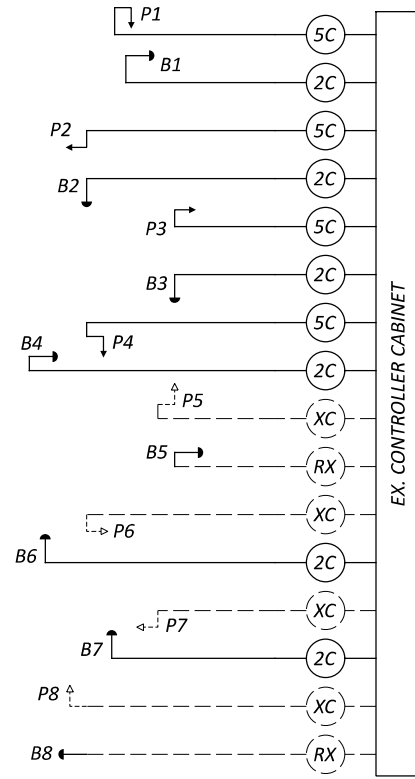 P1
5C
B1
2C
P2
5C
B2
2C
P3
5C
B3
2C
P4
5C
B4
2C
P5
XC
B5
RX
P6
XC
B6
2C
P7
XC
B7
2C
P8
XC
B8
RX
EX. CONTROLLER CABINET